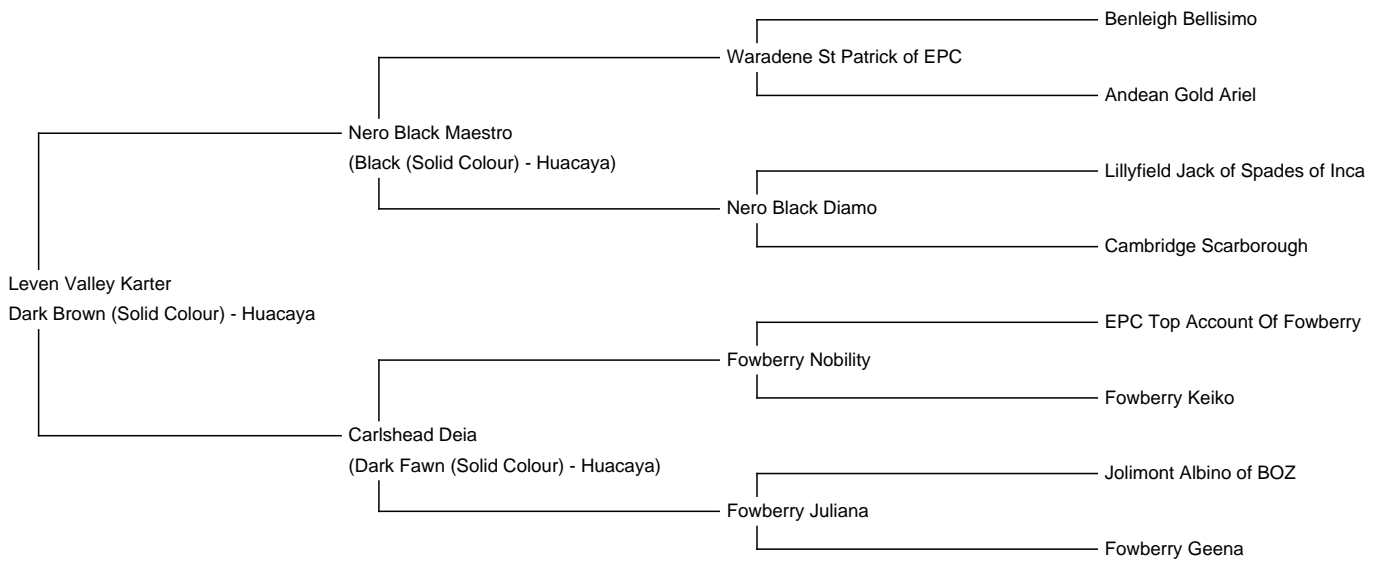 Benleigh Bellisimo
Waradene St Patrick of EPC
Andean Gold Ariel
Nero Black Maestro
(Black (Solid Colour) - Huacaya)
Lillyfield Jack of Spades of Inca
Nero Black Diamo
Cambridge Scarborough
Leven Valley Karter
Dark Brown (Solid Colour) - Huacaya
EPC Top Account Of Fowberry
Fowberry Nobility
Fowberry Keiko
Carlshead Deia
(Dark Fawn (Solid Colour) - Huacaya)
Jolimont Albino of BOZ
Fowberry Juliana
Fowberry Geena